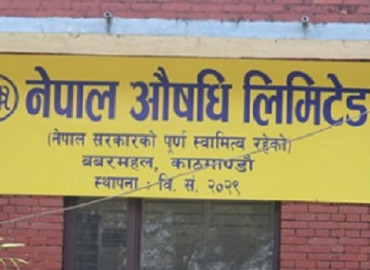 नेपाल औषधि लिमिटेड
(नेपाल सरकारको पूर्ण स्वामित्व रहेको)
बबरमहल, काठमाण्डौ
स्थापना : वि. सं. २०२९